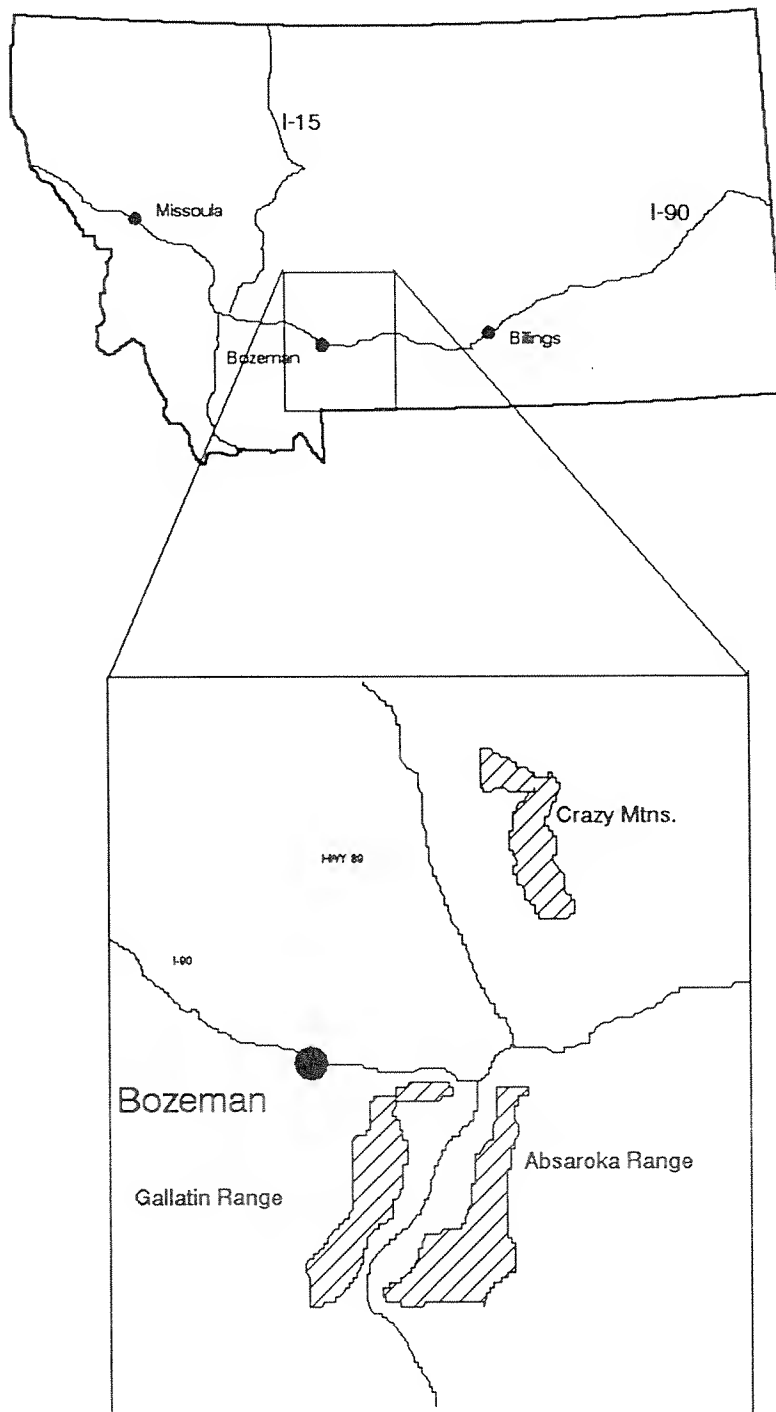 I-15
Missoula
I-90
Billings
Bozeman
Crazy Mtns.
HWY 89
I-90
Bozeman
Absaroka Range
Gallatin Range